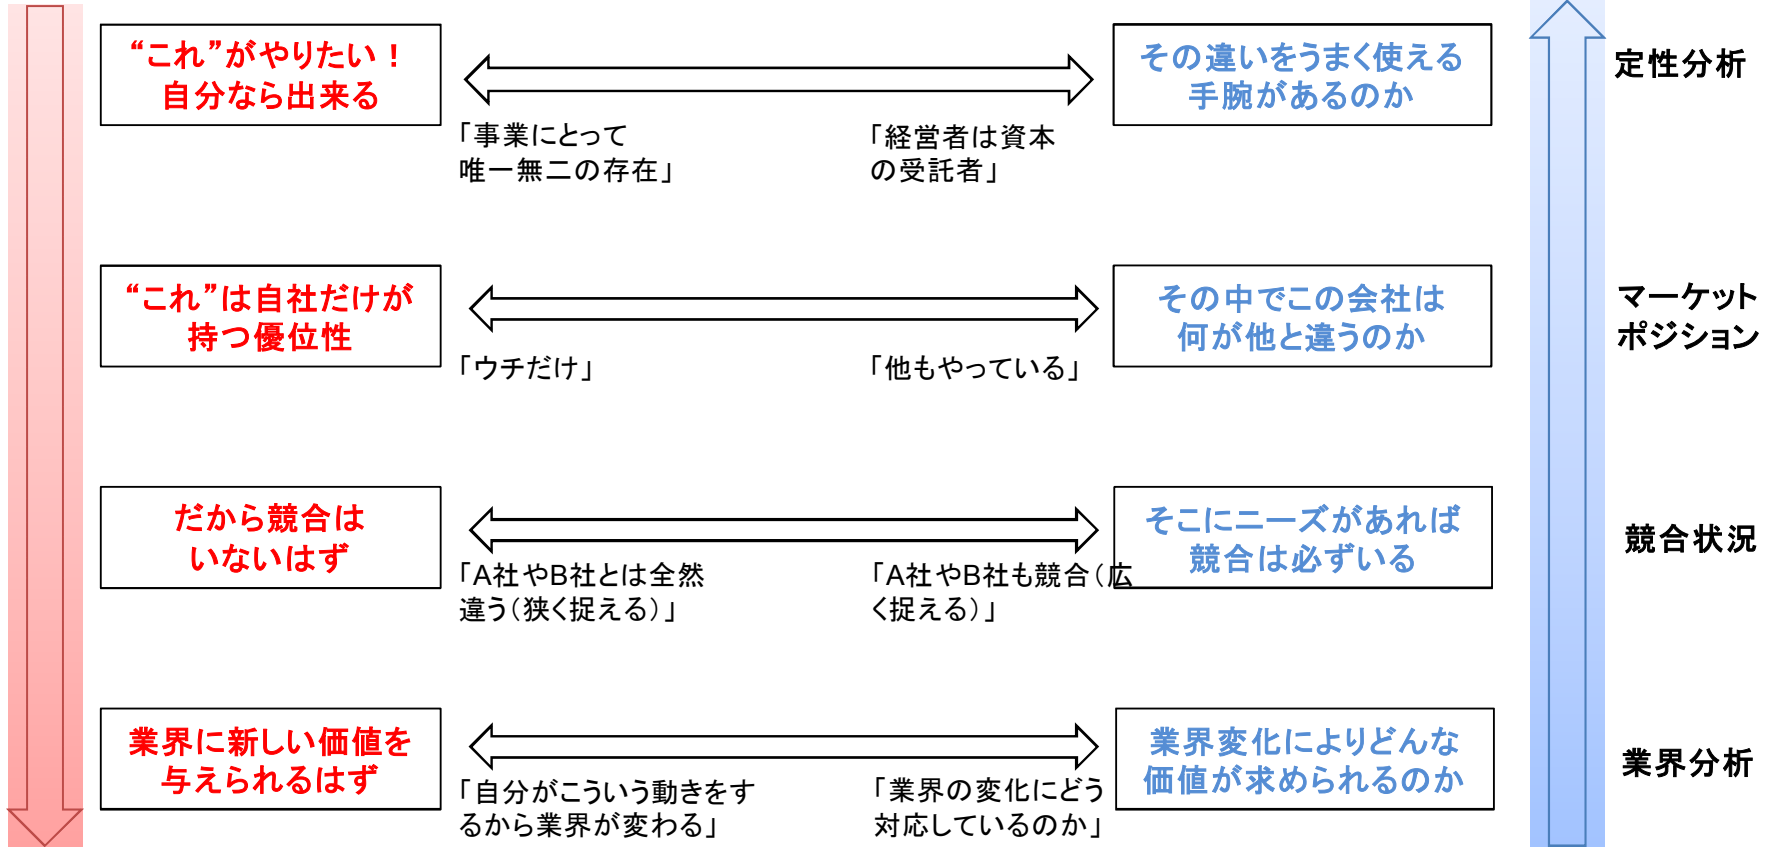 “これ”がやりたい！
自分なら出来る
その違いをうまく使える
手腕があるのか
定性分析
「事業にとって
唯一無二の存在」
「経営者は資本
の受託者」
“これ”は自社だけが
持つ優位性
その中でこの会社は
何が他と違うのか
マーケット
ポジション
「ウチだけ」
「他もやっている」
だから競合は
いないはず
そこにニーズがあれば
競合は必ずいる
競合状況
「A社やB社とは全然
違う（狭く捉える）」
「A社やB社も競合（広
く捉える）」
業界に新しい価値を
与えられるはず
業界変化によりどんな
価値が求められるのか
業界分析
「自分がこういう動きをす
るから業界が変わる」
「業界の変化にどう
対応しているのか」